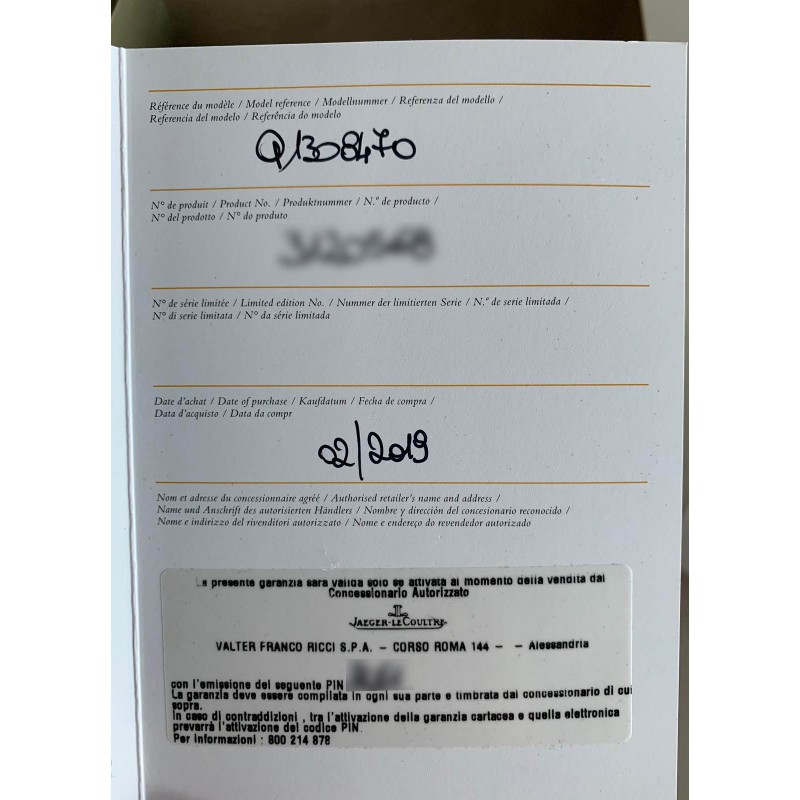 Référence du modèle / Model reference / Modellnummer / Referenza del modello /
Referencia del modelo / Referência do modelo
Q1308470
N° de produit / Product No. / Produktnummer / N.° de producto /
N° del prodotto / N° do produto
N° de série limitée / Limited edition No. / Nummer der limitierten Serie / N.° de serie limitada /
N° di serie limitata / N° da série limitada
Date d'achat / Date of purchase / Kaufdatum / Fecha de compra /
Data d'acquisto / Data da compr
02/2019
Nom et adresse du concessionnaire agréé / Authorised retailer's name and address /
Name und Anschrift des autorisierten Händlers / Nombre y dirección del concesionario reconocido /
Nome e indirizzo del rivenditori autorizzato / Nome e endereço do revendedor autorizado
La presente garanzia sara valida solo se attivata al momento della vendita dal
Concessionario Autorizzato
JAEGER-LECOULTRE
VALTER FRANCO RICCI S.P.A. - CORSO ROMA 144 - - Alessandria
con l'emissione del seguente PIN
La garanzia deve essere compilata in ogni sua parte e timbrata dal concessionario di cui
sopra.
In caso di contraddizioni , tra l'attivazione della garanzia cartacea e quella elettronica
prevarrà l'attivazione del codice PIN.
Per informazioni : 800 214 878